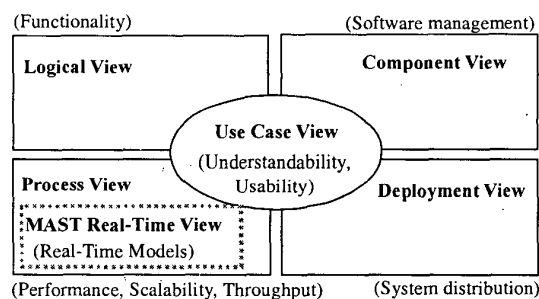 (Functionality)
(Software management)
Logical View
Component View
Use Case View
(Understandability,
Usability)
Process View
Deployment View
MAST Real-Time View
(Real-Time Models)
(Performance, Scalability, Throughput)
(System distribution)